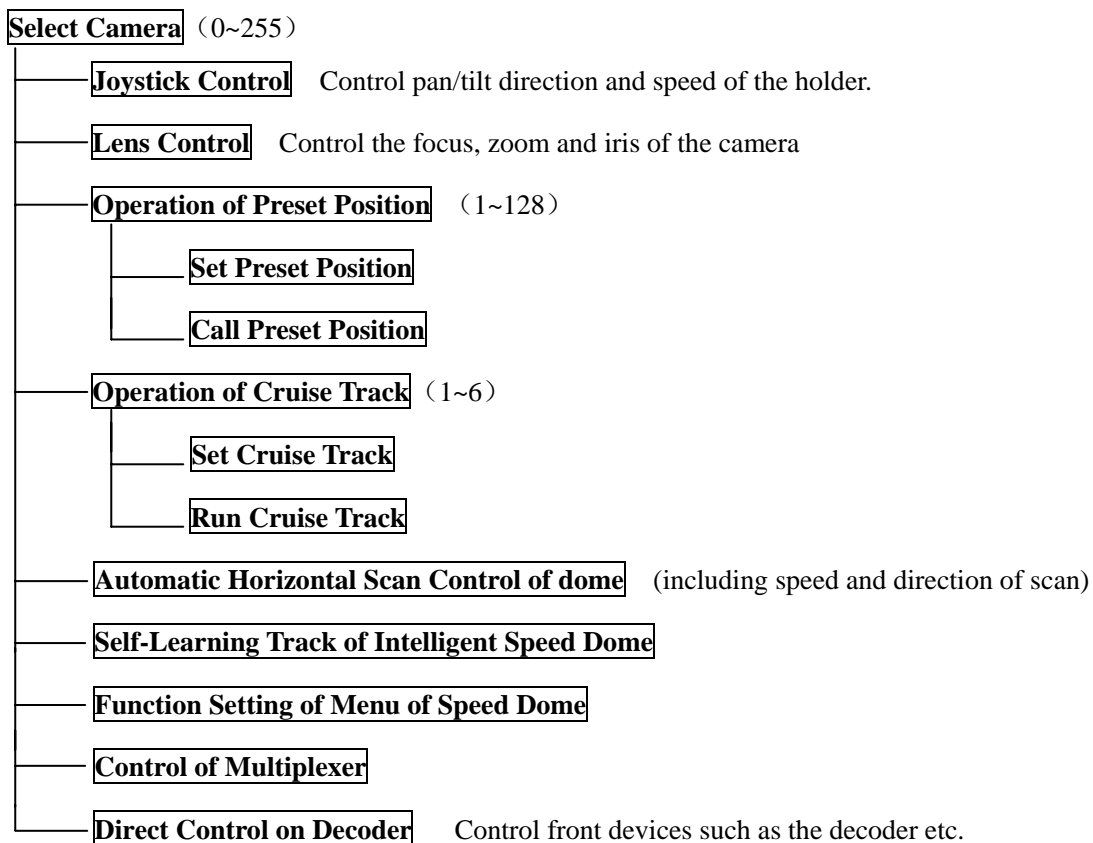 Select Camera（0~255）
Joystick Control Control pan/tilt direction and speed of the holder.
Lens Control Control the focus, zoom and iris of the camera
Operation of Preset Position （1~128）
Set Preset Position
Call Preset Position
Operation of Cruise Track（1~6）
Set Cruise Track
Run Cruise Track
Automatic Horizontal Scan Control of dome (including speed and direction of scan)
Self-Learning Track of Intelligent Speed Dome
Function Setting of Menu of Speed Dome
Control of Multiplexer
Direct Control on Decoder Control front devices such as the decoder etc.